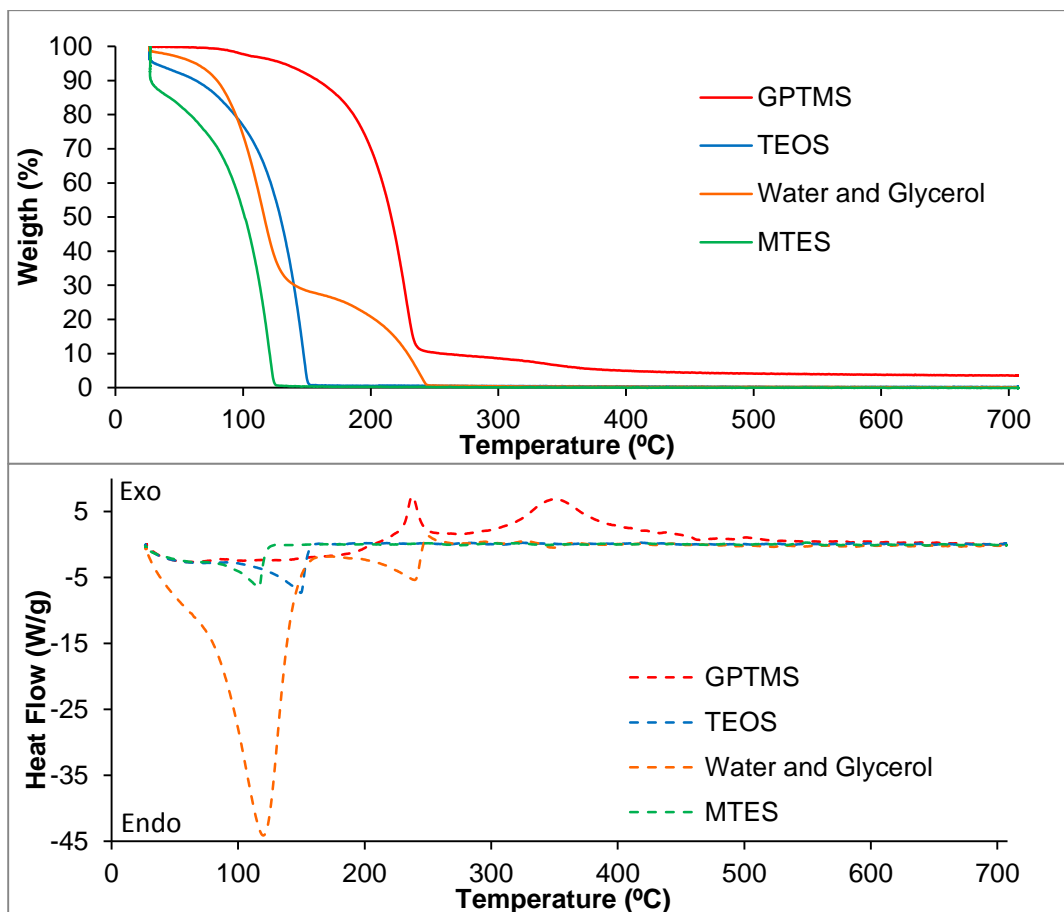 100
90
80
70
60
50
40
30
20
10
0
Weigth (%)
GPTMS
TEOS
Water and Glycerol
MTES
0 100 200 300 400 500 600 700
Temperature (ºC)
Exo
5
-5
-15
-25
-35
-45
Heat Flow (W/g)
GPTMS
TEOS
Water and Glycerol
MTES
Endo
0 100 200 300 400 500 600 700
Temperature (ºC)